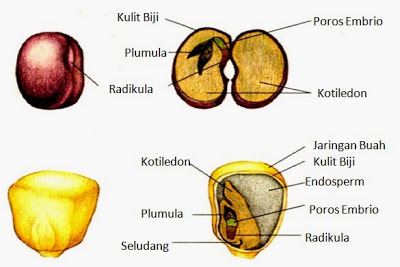 Kulit Biji
Poros Embrio
Plumula
Radikula
Kotiledon
Jaringan Buah
Kulit Biji
Kotiledon
Endosperm
Plumula
Poros Embrio
Seludang
Radikula